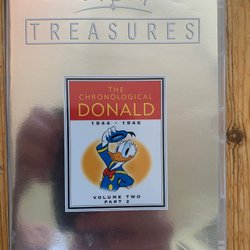 TREASURES
THE
CHRONOLOGICAL
DONALD
1944 - 1946
VOLUME TWO
PART 2